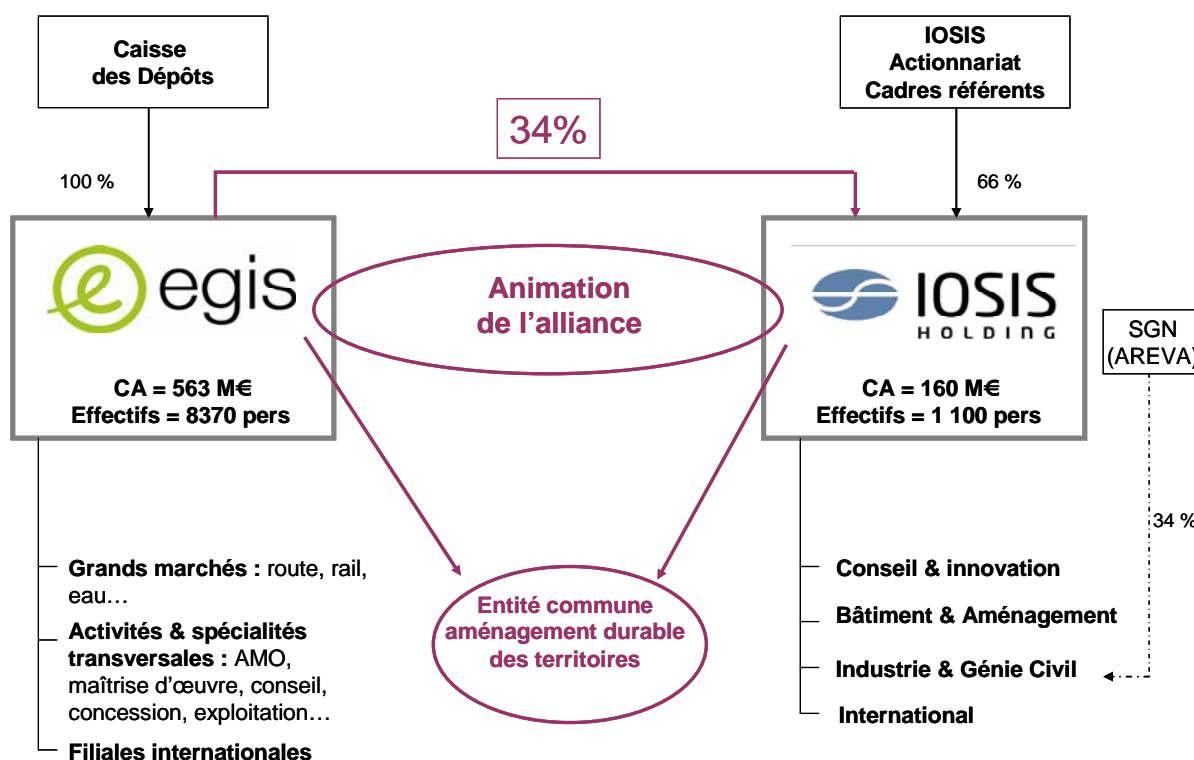 Caisse
des Dépôts
IOSIS
Actionnariat
Cadres référents
34%
100 %
66 %
egis
CA = 563 M€
Effectifs = 8370 pers
Animation
de l'alliance
IOSIS
HOLDING
CA = 160 M€
Effectifs = 1 100 pers
SGN
(AREVA)
34 %
Grands marchés : route, rail,
eau…
Activités & spécialités
transversales : AMO,
maîtrise d'œuvre, conseil,
concession, exploitation…
Filiales internationales
Entité commune
aménagement durable
des territoires
Conseil & innovation
Bâtiment & Aménagement
Industrie & Génie Civil
International